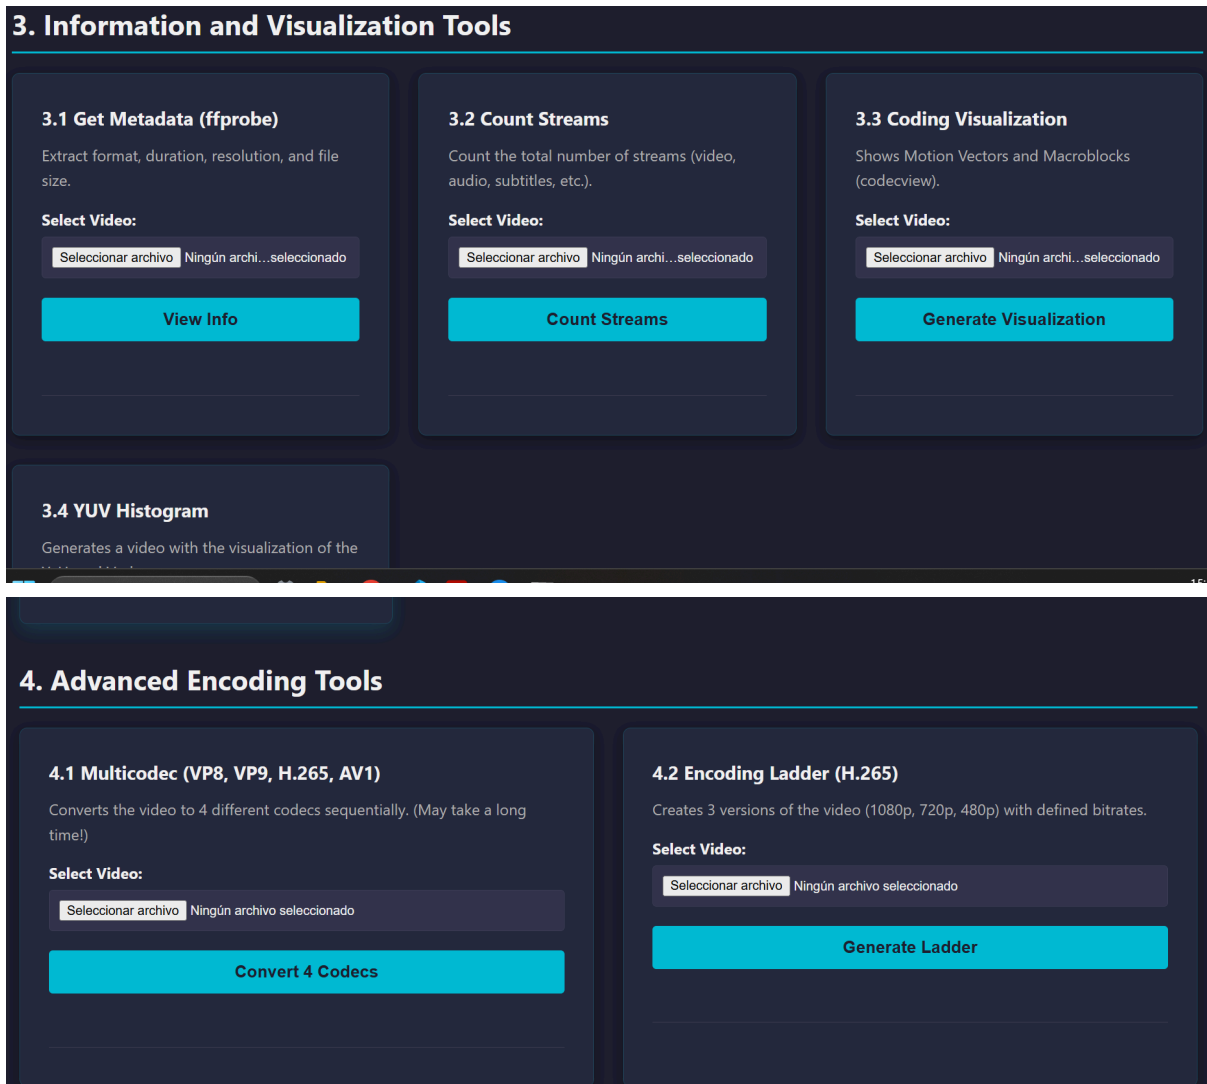 3. Information and Visualization Tools
3.1 Get Metadata (ffprobe)
Extract format, duration, resolution, and file
size.
Select Video:
Seleccionar archivo Ningún archi...seleccionado
View Info
3.2 Count Streams
Count the total number of streams (video,
audio, subtitles, etc.).
Select Video:
Seleccionar archivo Ningún archi...seleccionado
Count Streams
3.3 Coding Visualization
Shows Motion Vectors and Macroblocks
(codecview).
Select Video:
Seleccionar archivo Ningún archi...seleccionado
Generate Visualization
3.4 YUV Histogram
Generates a video with the visualization of the
4. Advanced Encoding Tools
4.1 Multicodec (VP8, VP9, H.265, AV1)
Converts the video to 4 different codecs sequentially. (May take a long
time!)
Select Video:
Seleccionar archivo Ningún archivo seleccionado
Convert 4 Codecs
4.2 Encoding Ladder (H.265)
Creates 3 versions of the video (1080p, 720p, 480p) with defined bitrates.
Select Video:
Seleccionar archivo Ningún archivo seleccionado
Generate Ladder